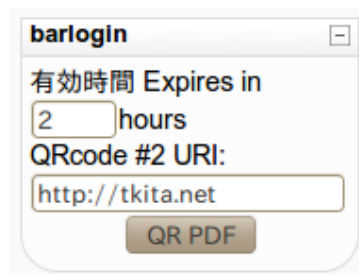 barlogin
有効時間 Expires in
2 hours
QRcode #2 URI:
http://tkita.net
QR PDF